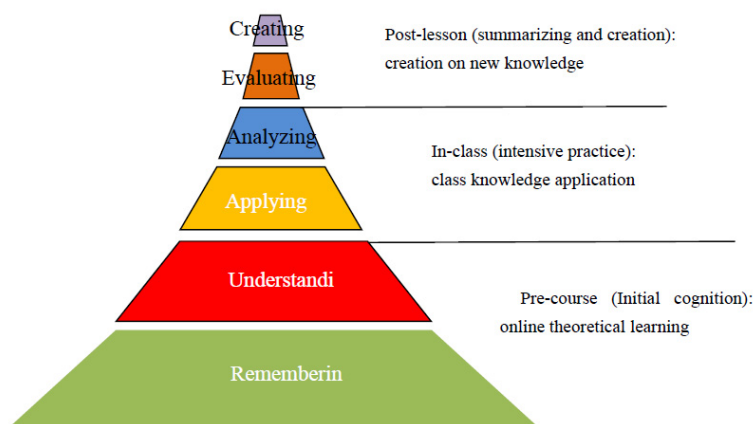 Creating
Post-lesson (summarizing and creation):
creation on new knowledge
Evaluating
Analyzing
In-class (intensive practice):
class knowledge application
Applying
Understandi
Pre-course (Initial cognition):
online theoretical learning
Rememberin